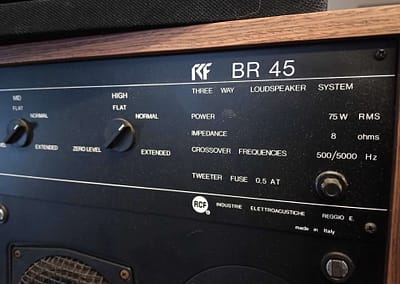 RCF BR 45
THREE WAY LOUDSPEAKER SYSTEM
MID HIGH
FLAT FLAT
NORMAL NORMAL
POWER 75 W RMS
IMPEDANCE 8 ohms
EXTENDED ZERO LEVEL EXTENDED
CROSSOVER FREQUENCIES 500/5000 Hz
TWEETER FUSE 0,5 AT
RCF INDUSTRIE ELETTROACUSTICHE REGGIO E.
made in Italy